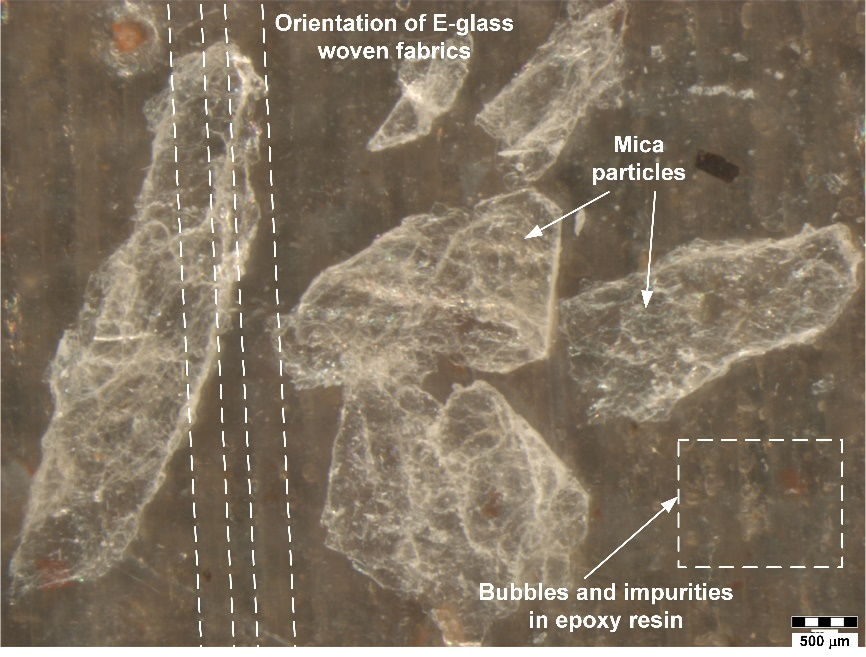 Orientation of E-glass
woven fabrics
Mica
particles
Bubbles and impurities
in epoxy resin
500 µm